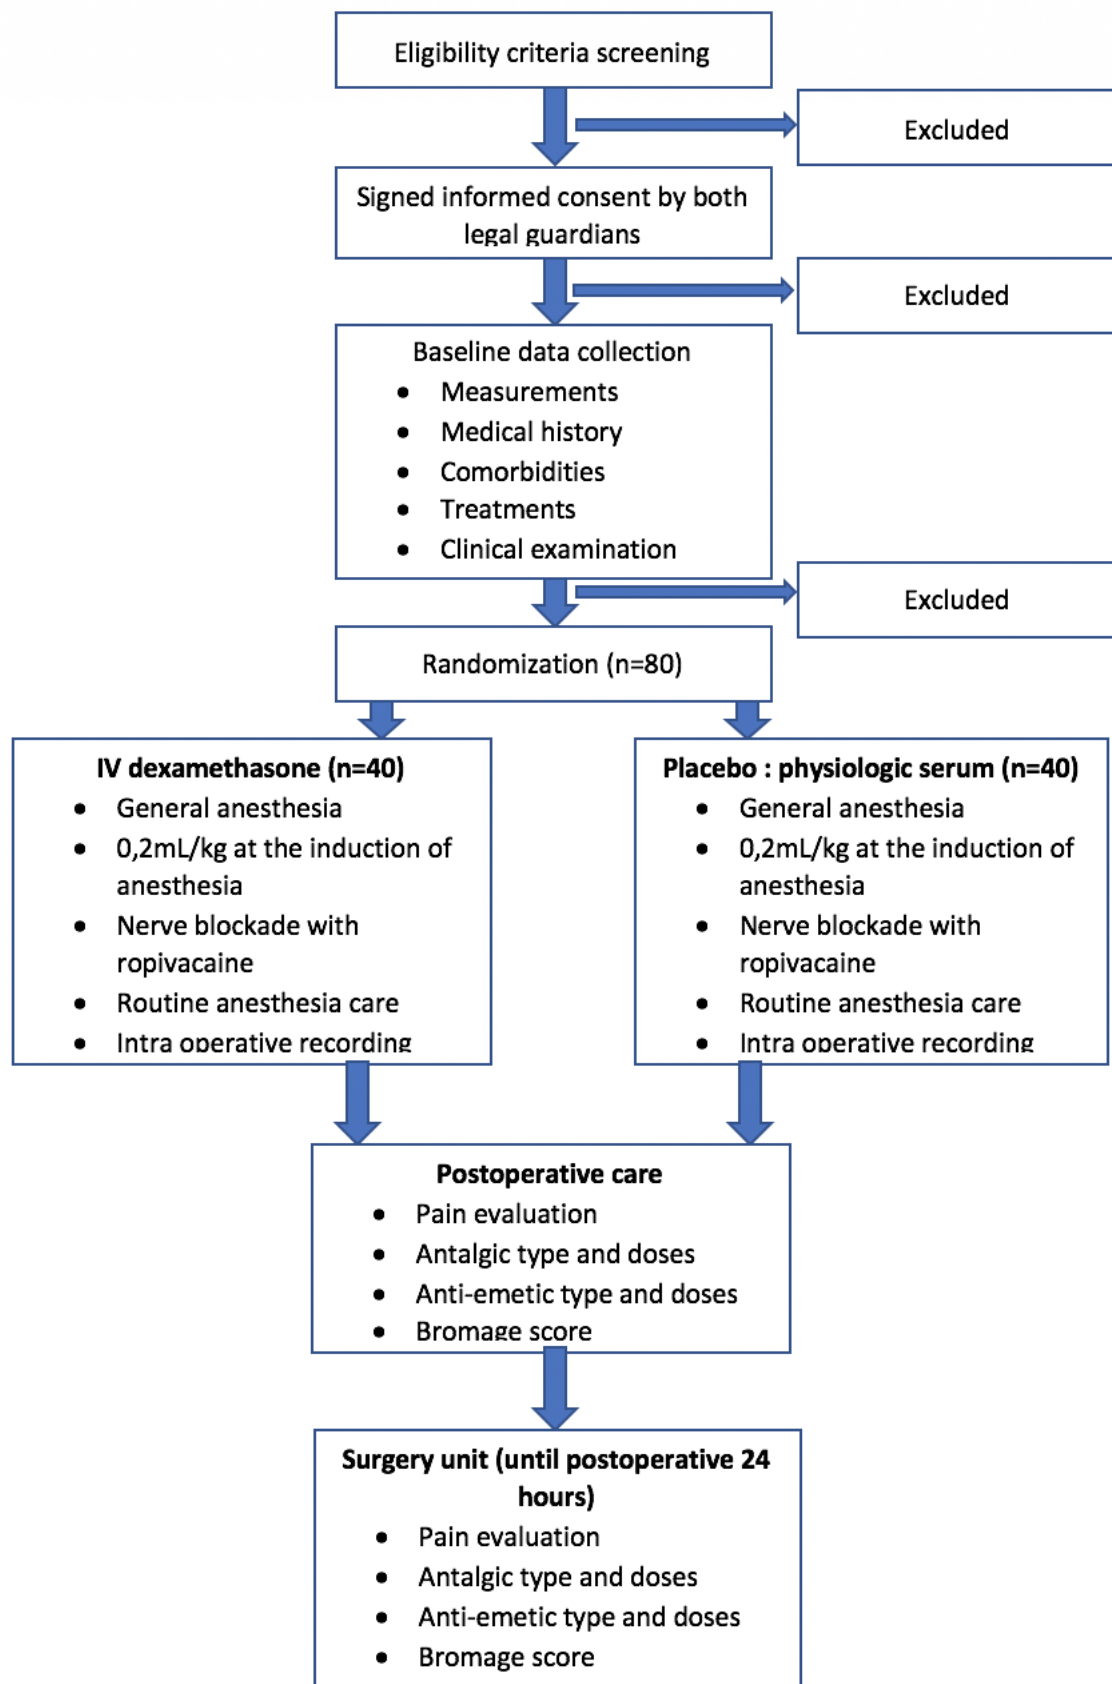 Eligibility criteria screening
Excluded
Signed informed consent by both
legal guardians
Excluded
Baseline data collection
• Measurements
• Medical history
• Comorbidities
• Treatments
• Clinical examination
Excluded
Randomization (n=80)
IV dexamethasone (n=40)
• General anesthesia
• 0,2mL/kg at the induction of
anesthesia
• Nerve blockade with
ropivacaine
• Routine anesthesia care
• Intra operative recording
Placebo : physiologic serum (n=40)
• General anesthesia
• 0,2mL/kg at the induction of
anesthesia
• Nerve blockade with
ropivacaine
• Routine anesthesia care
• Intra operative recording
Postoperative care
• Pain evaluation
• Antalgic type and doses
• Anti-emetic type and doses
• Bromage score
Surgery unit (until postoperative 24
hours)
• Pain evaluation
• Antalgic type and doses
• Anti-emetic type and doses
• Bromage score